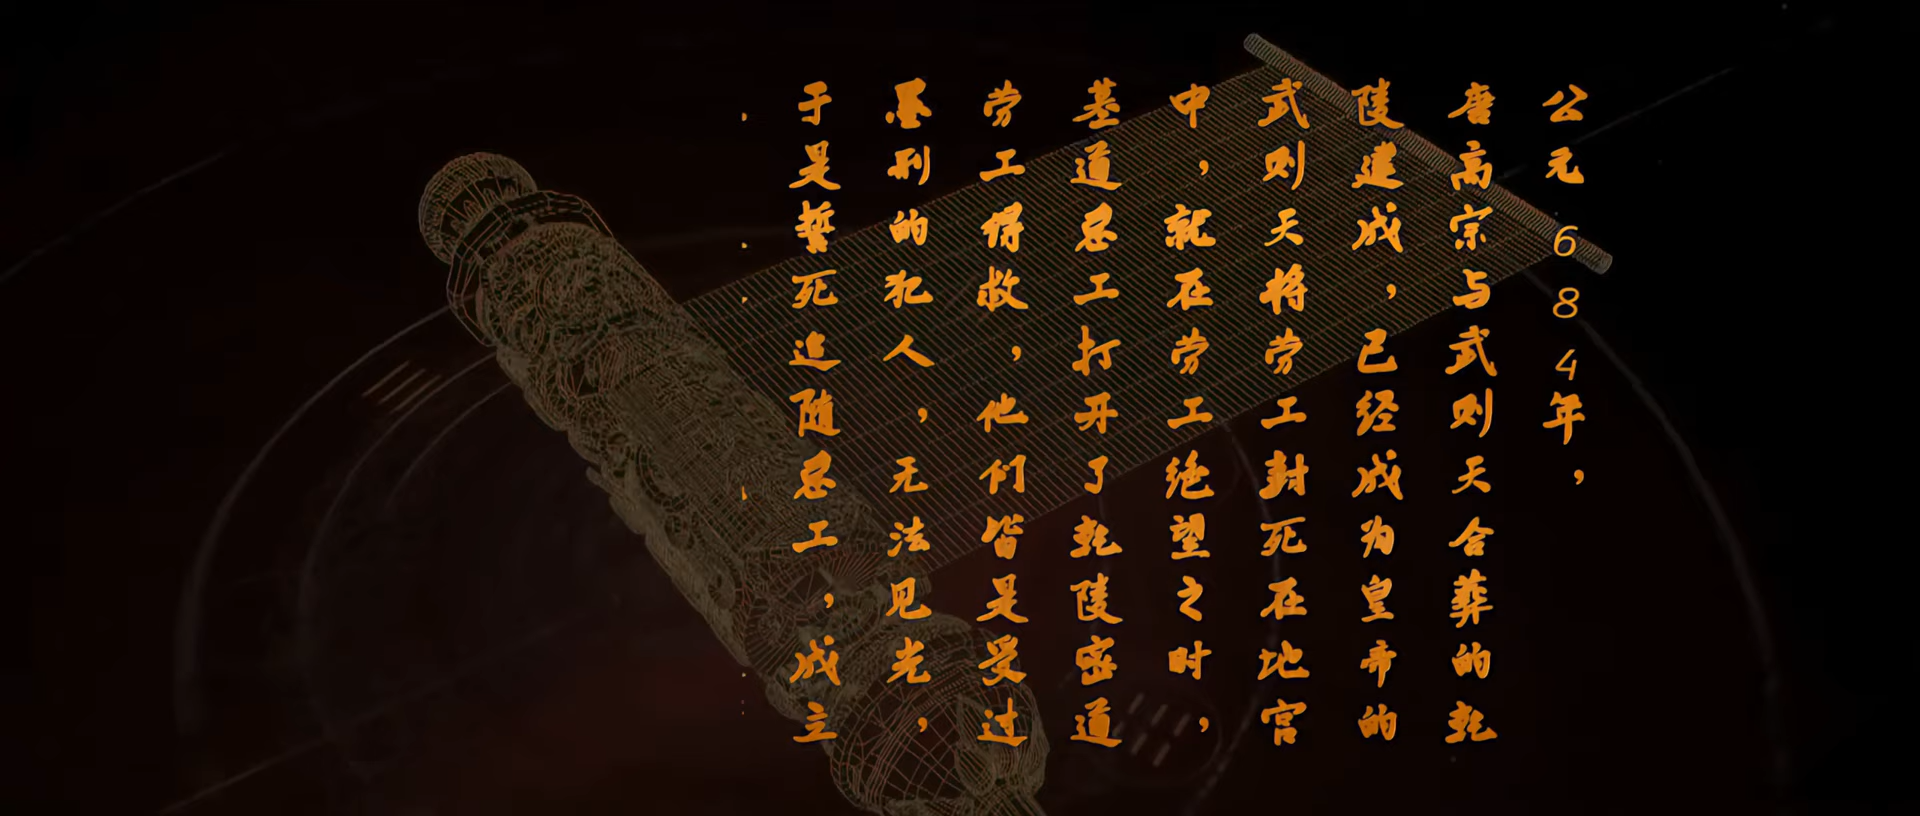 公元684年，
唐高宗与武则天合葬的乾
陵建成，已经成为皇帝的
武则天将劳工封死在地宫
中，就在劳工绝望之时，
基道忌工打开了乾陵密道
劳工得救，他们皆是受过
墨刑的犯人，无法见光，
于是誓死追随忌工，成立